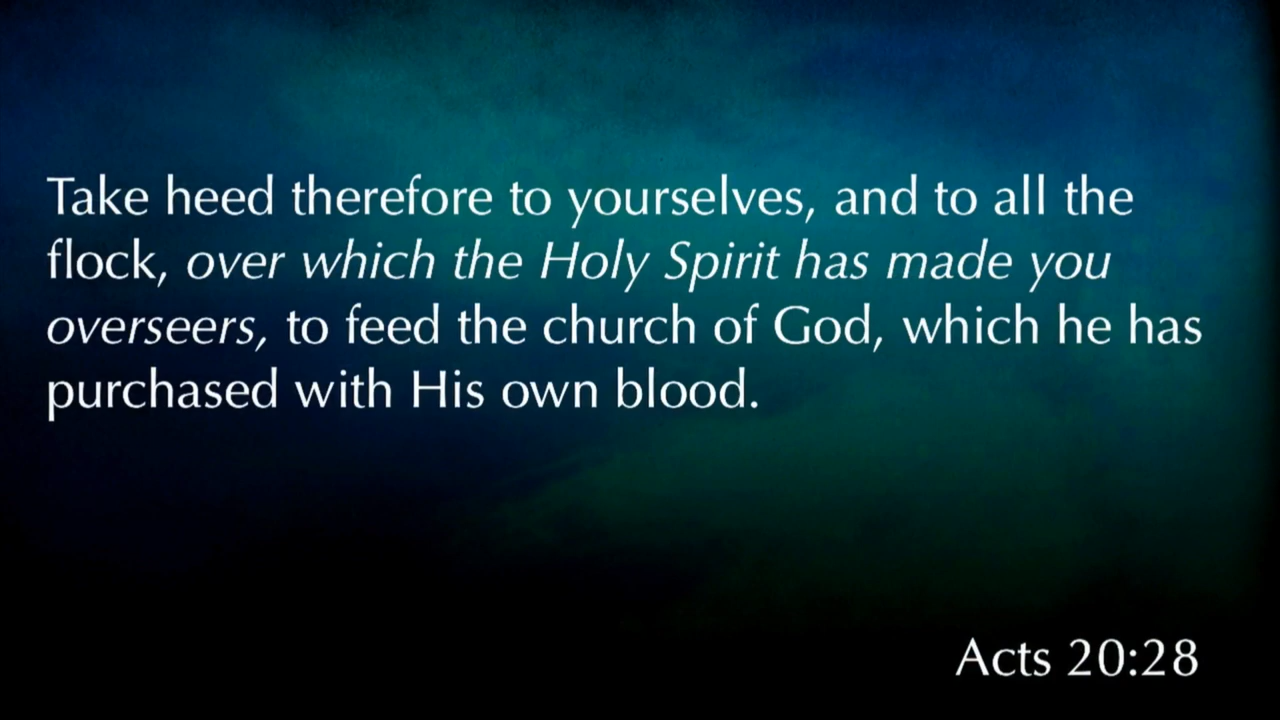 Take heed therefore to yourselves, and to all the
flock, over which the Holy Spirit has made you
overseers, to feed the church of God, which he has
purchased with His own blood.
Acts 20:28